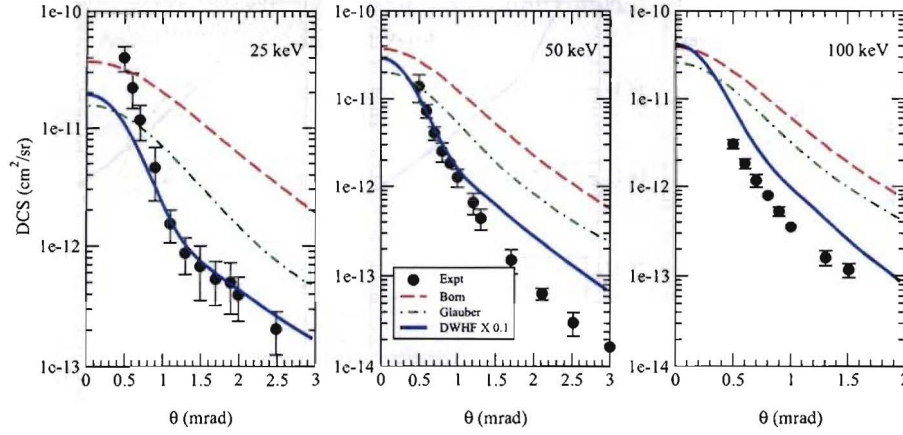 25 keV
50 keV
100 keV
DCS (cm²/sr)
1e-10
1e-11
1e-12
1e-13
0 0.5 1 1.5 2 2.5 3
θ (mrad)
1e-10
1e-11
1e-12
1e-13
1e-14
0 0.5 1 1.5 2 2.5 3
θ (mrad)
Expt
Born
Glauber
DWHF X 0.1
1e-10
1e-11
1e-12
1e-13
1e-14
0 0.5 1 1.5 2
θ (mrad)